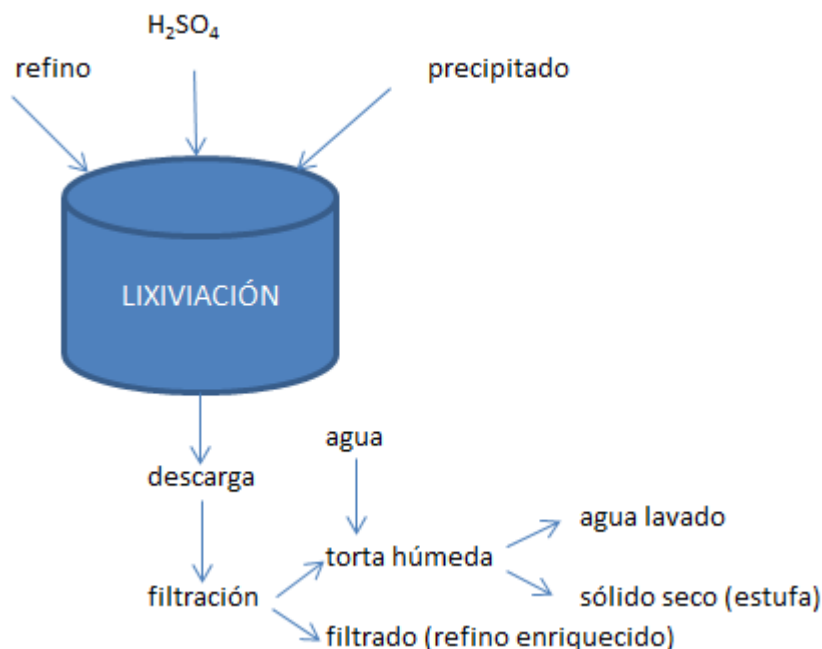 H₂SO₄
refino
precipitado
LIXIVIACIÓN
agua
descarga
agua lavado
torta húmeda
filtración
sólido seco (estufa)
filtrado (refino enriquecido)